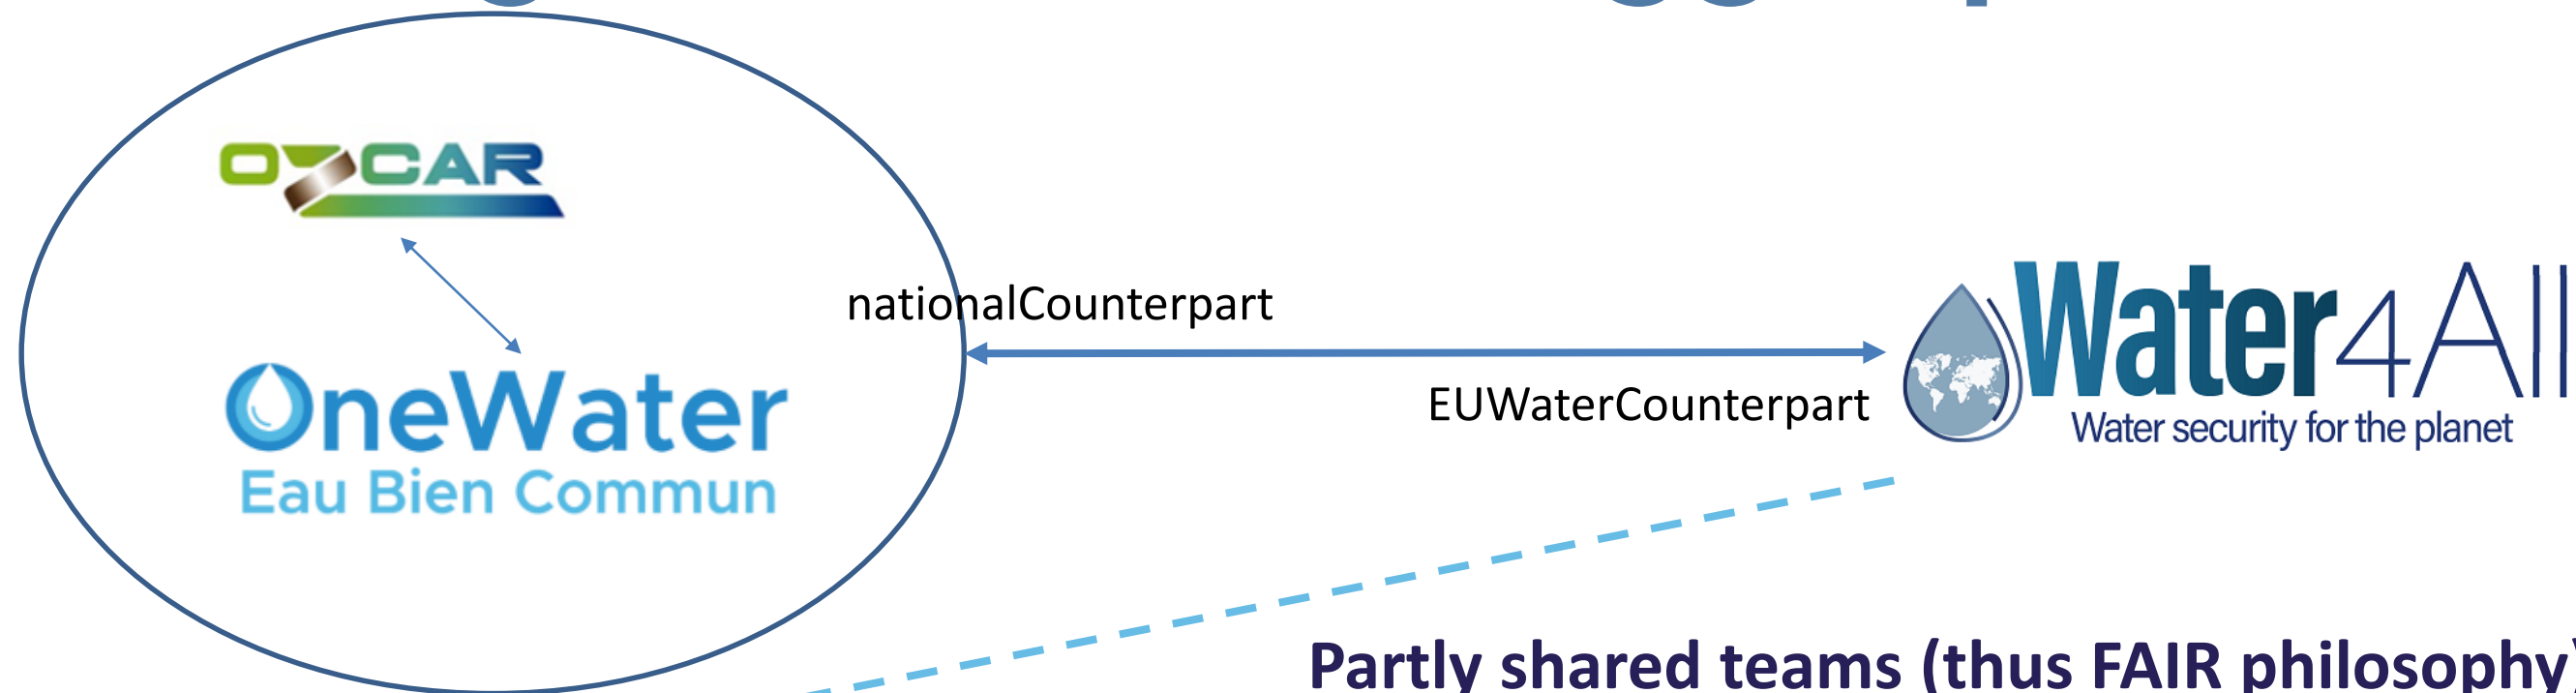 OZCAR
nationalCounterpart
OneWater
Eau Bien Commun
EUWaterCounterpart
Water4All
Water security for the planet
Partly shared teams (thus FAIR philosophy)